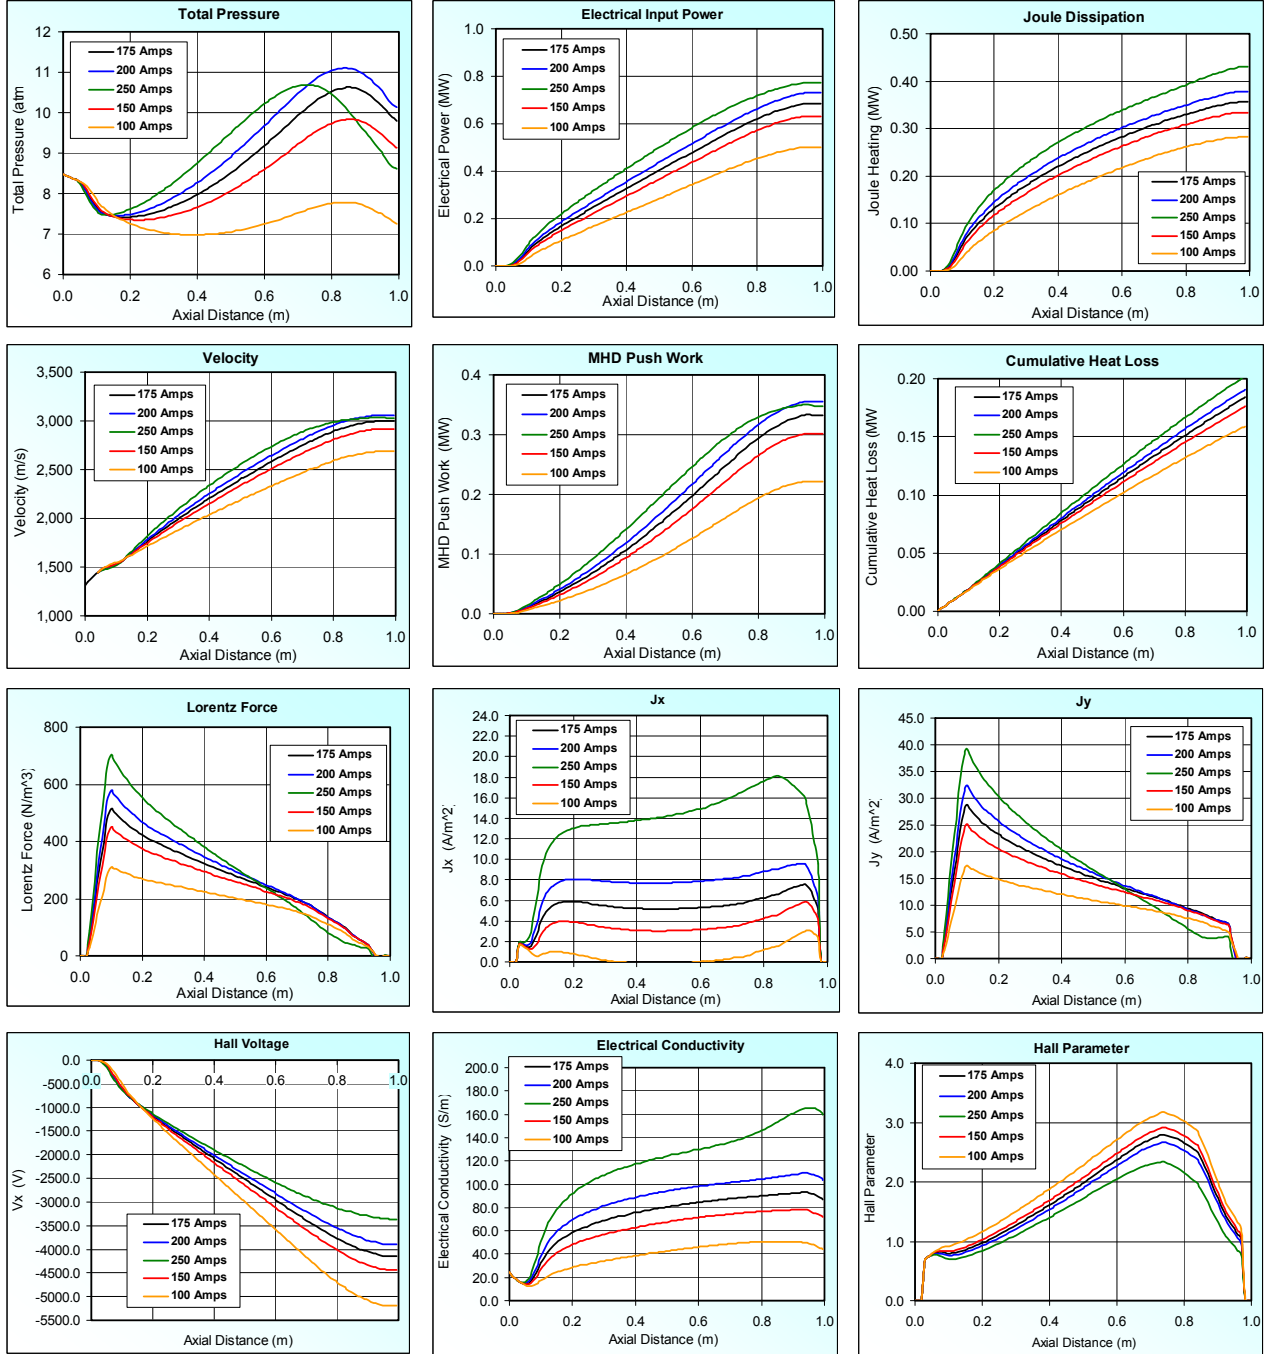 Total Pressure
12
11
10
9
8
7
6
Total Pressure (atm
175 Amps
200 Amps
250 Amps
150 Amps
100 Amps
0.0 0.2 0.4 0.6 0.8 1.0
Axial Distance (m)
Electrical Input Power
1.0
0.8
0.6
0.4
0.2
0.0
Electrical Power (MW)
175 Amps
200 Amps
250 Amps
150 Amps
100 Amps
0.0 0.2 0.4 0.6 0.8 1.0
Axial Distance (m)
Joule Dissipation
0.50
0.40
0.30
0.20
0.10
0.00
Joule Heating (MW)
175 Amps
200 Amps
250 Amps
150 Amps
100 Amps
0.0 0.2 0.4 0.6 0.8 1.0
Axial Distance (m)
Velocity
3,500
3,000
2,500
2,000
1,500
1,000
Velocity (m/s)
175 Amps
200 Amps
250 Amps
150 Amps
100 Amps
0.0 0.2 0.4 0.6 0.8 1.0
Axial Distance (m)
MHD Push Work
0.4
0.3
0.2
0.1
0.0
MHD Push Work (MW)
175 Amps
200 Amps
250 Amps
150 Amps
100 Amps
0.0 0.2 0.4 0.6 0.8 1.0
Axial Distance (m)
Cumulative Heat Loss
0.20
0.15
0.10
0.05
0.00
Cumulative Heat Loss (MW
175 Amps
200 Amps
250 Amps
150 Amps
100 Amps
0.0 0.2 0.4 0.6 0.8 1.0
Axial Distance (m)
Lorentz Force
800
600
400
200
0
Lorentz Force (N/m^3)
175 Amps
200 Amps
250 Amps
150 Amps
100 Amps
0.0 0.2 0.4 0.6 0.8 1.0
Axial Distance (m)
Jx
24.0
22.0
20.0
18.0
16.0
14.0
12.0
10.0
8.0
6.0
4.0
2.0
0.0
Jx (A/m^2)
175 Amps
200 Amps
250 Amps
150 Amps
100 Amps
0.0 0.2 0.4 0.6 0.8 1.0
Axial Distance (m)
Jy
45.0
40.0
35.0
30.0
25.0
20.0
15.0
10.0
5.0
0.0
Jy (A/m^2)
175 Amps
200 Amps
250 Amps
150 Amps
100 Amps
0.0 0.2 0.4 0.6 0.8 1.0
Axial Distance (m)
Hall Voltage
0.0
-500.0
-1000.0
-1500.0
-2000.0
-2500.0
-3000.0
-3500.0
-4000.0
-4500.0
-5000.0
-5500.0
Vx (V)
0.0 0.2 0.4 0.6 0.8 1.0
175 Amps
200 Amps
250 Amps
150 Amps
100 Amps
Axial Distance (m)
Electrical Conductivity
200.0
180.0
160.0
140.0
120.0
100.0
80.0
60.0
40.0
20.0
0.0
Electrical Conductivity (S/m)
175 Amps
200 Amps
250 Amps
150 Amps
100 Amps
0.0 0.2 0.4 0.6 0.8 1.0
Axial Distance (m)
Hall Parameter
4.0
3.0
2.0
1.0
0.0
Hall Parameter
175 Amps
200 Amps
250 Amps
150 Amps
100 Amps
0.0 0.2 0.4 0.6 0.8 1.0
Axial Distance (m)